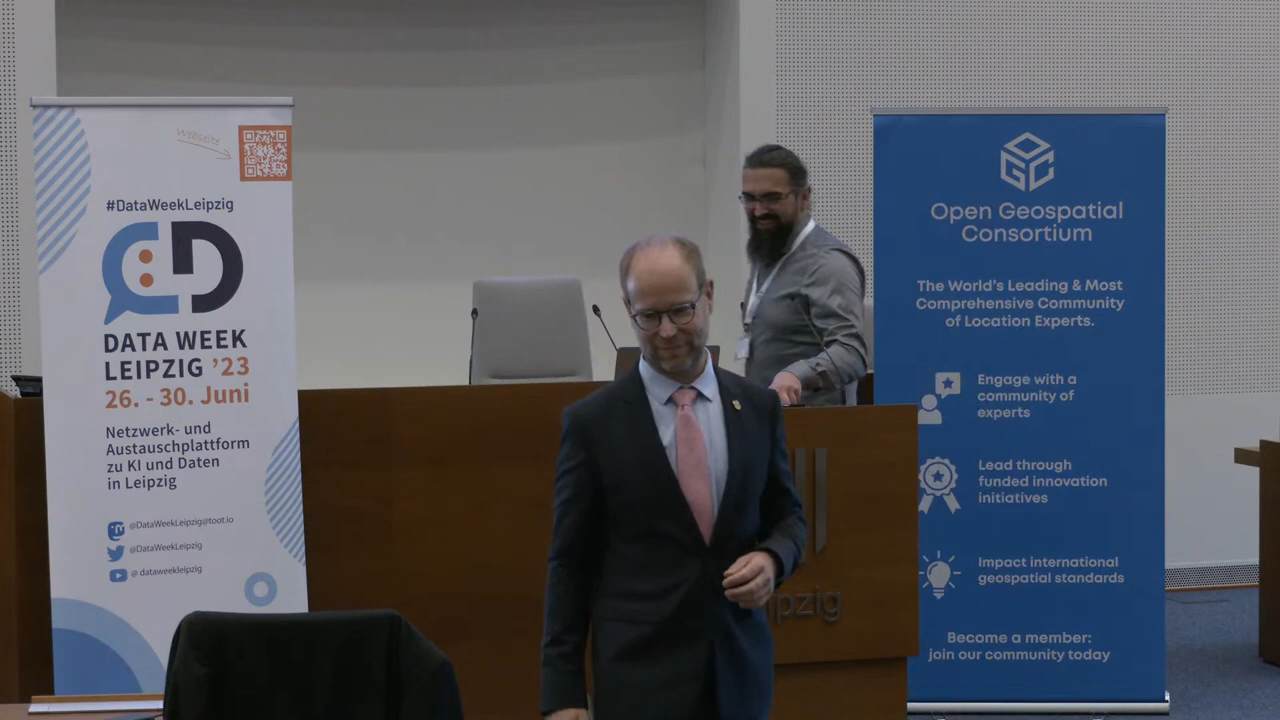 Webseite
#DataWeekLeipzig
DATA WEEK
LEIPZIG '23
26. - 30. Juni
Netzwerk- und
Austauschplattform
zu KI und Daten
in Leipzig
@DataWeekLeipzig@toot.io
@DataWeekLeipzig
@ dataweekleipzig
ipzig
OGC
Open Geospatial
Consortium
The World's Leading & Most
Comprehensive Community
of Location Experts.
Engage with a
community of
experts
Lead through
funded innovation
initiatives
Impact international
geospatial standards
Become a member:
join our community today